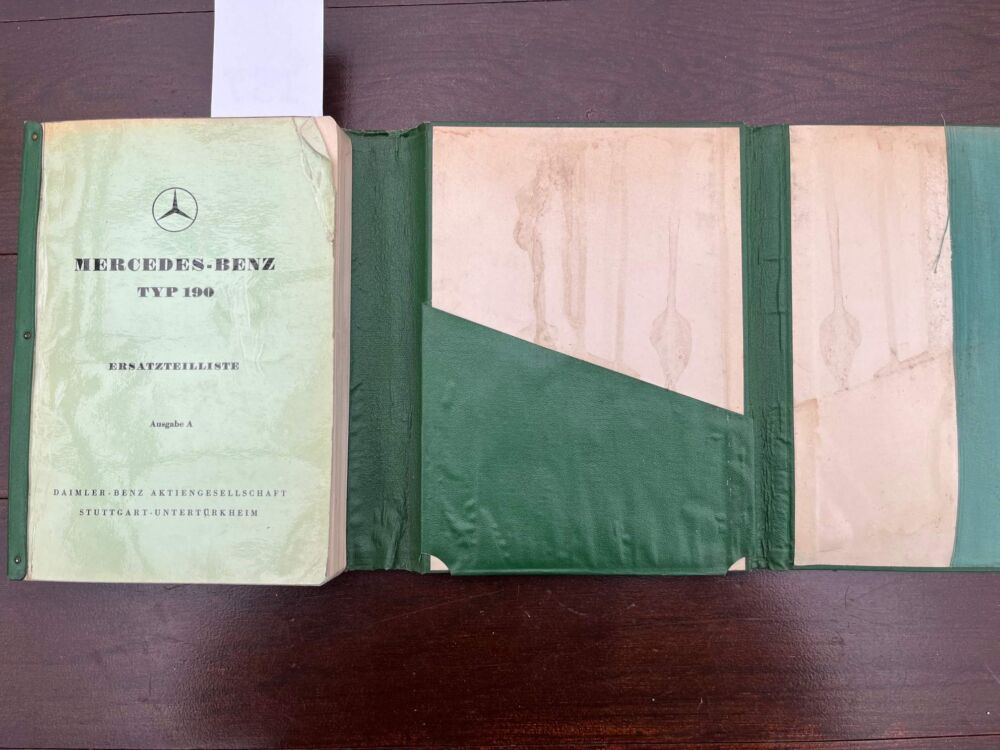 MERCEDES-BENZ
TYP 190
ERSATZTEILLISTE
Ausgabe A
DAIMLER-BENZ AKTIENGESELLSCHAFT
STUTTGART-UNTERTÜRKHEIM